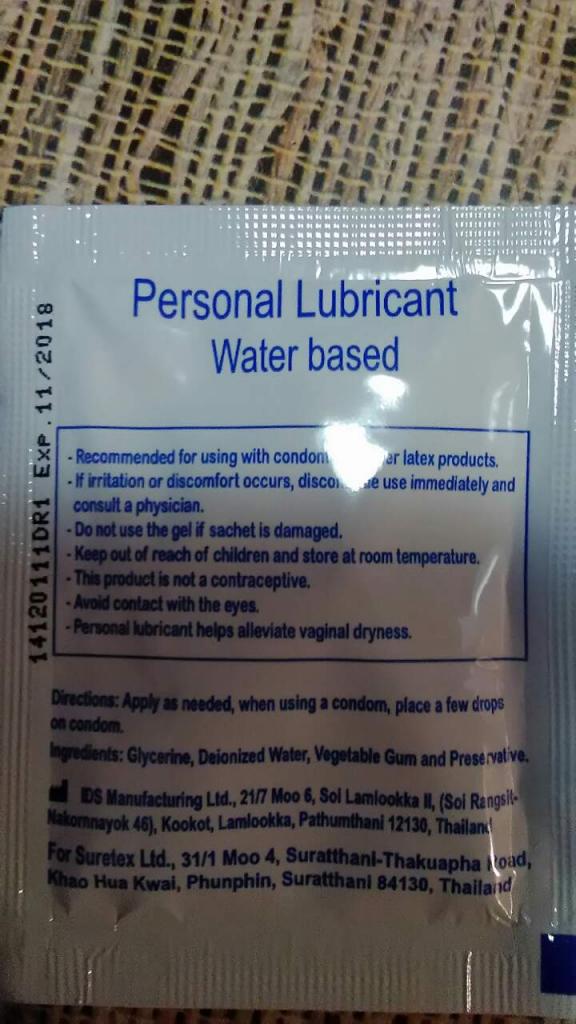 Personal Lubricant
Water based
14120111DR1 EXP.11/2018
- Recommended for using with condom er latex products.
- If irritation or discomfort occurs, discon e use immediately and
consult a physician.
- Do not use the gel if sachet is damaged.
- Keep out of reach of children and store at room temperature.
- This product is not a contraceptive.
- Avoid contact with the eyes.
- Personal lubricant helps alleviate vaginal dryness.
Directions: Apply as needed, when using a condom, place a few drops
on condom.
Ingredients: Glycerine, Deionized Water, Vegetable Gum and Preservative.
IDS Manufacturing Ltd., 21/7 Moo 6, Soi Lamlookka II, (Soi Rangsit-
Nakornnayok 46), Kookot, Lamlookka, Pathumthani 12130, Thailand
For Suretex Ltd., 31/1 Moo 4, Suratthani-Thakuapha Road,
Khao Hua Kwai, Phunphin, Suratthani 84130, Thailand